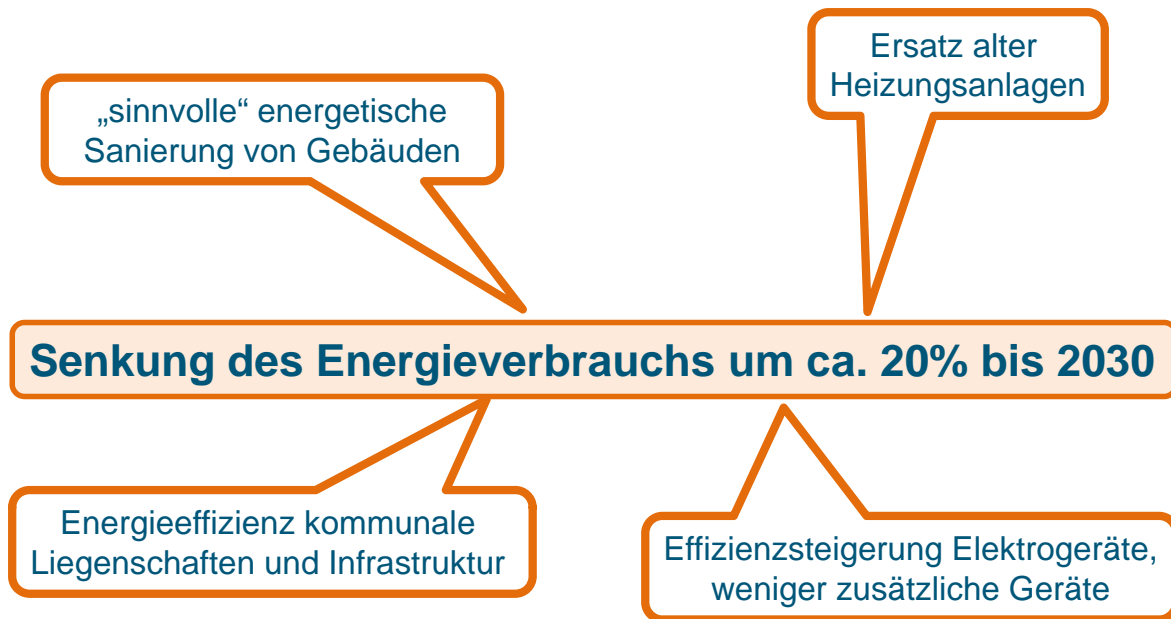 Ersatz alter
Heizungsanlagen
„sinnvolle“ energetische
Sanierung von Gebäuden
Senkung des Energieverbrauchs um ca. 20% bis 2030
Energieeffizienz kommunale
Liegenschaften und Infrastruktur
Effizienzsteigerung Elektrogeräte,
weniger zusätzliche Geräte